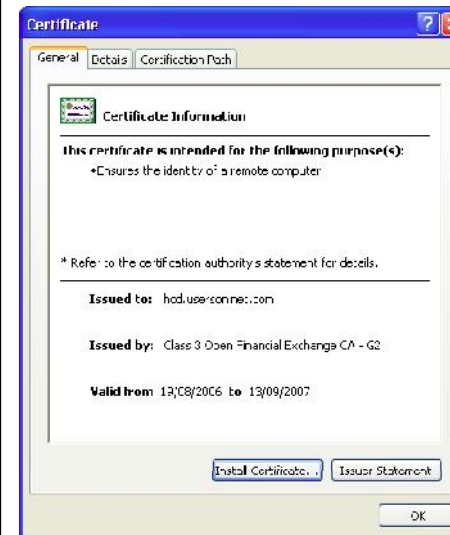 Certificate
General Details Certification Path
Certificate Information
This certificate is intended for the following purpose(s):
•Ensures the identity of a remote computer
* Refer to the certification authority's statement for details.
Issued to:
Issued by: Class 3 Open Financial Exchange CA - G2
Valid from 19/08/2006 to 13/09/2007
Install Certificate... Issuer Statement
OK